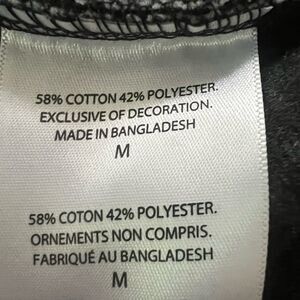 58% COTTON 42% POLYESTER.
EXCLUSIVE OF DECORATION.
MADE IN BANGLADESH
M
58% COTON 42% POLYESTER.
ORNEMENTS NON COMPRIS.
FABRIQUÉ AU BANGLADESH
M